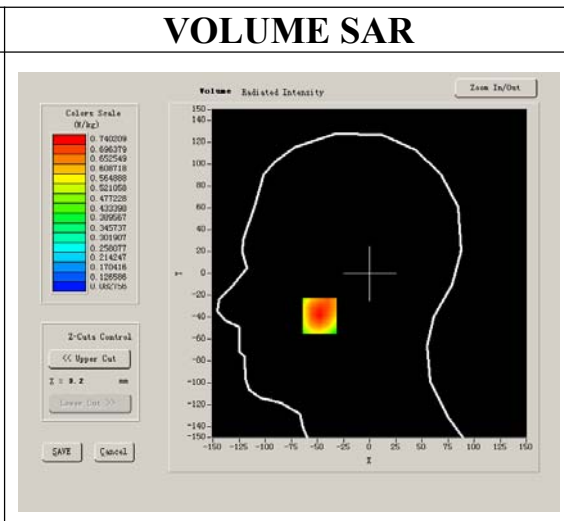 VOLUME SAR
Volume Radiated Intensity
Zoom In/Out
Colors Scale
(W/kg)
0.740209
0.696379
0.652549
0.608718
0.564888
0.521058
0.477228
0.433398
0.389567
0.345737
0.301907
0.258077
0.214247
0.170416
0.126586
0.082756
Z-Cuts Control
<< Upper Cut
Lower Cut >>
SAVE
Cancel
150
140
120
100
80
60
40
20
0
-20
-40
-60
-80
-100
-120
-140
-150
Y
-150 -125 -100 -75 -50 -25 0 25 50 75 100 125 150
X